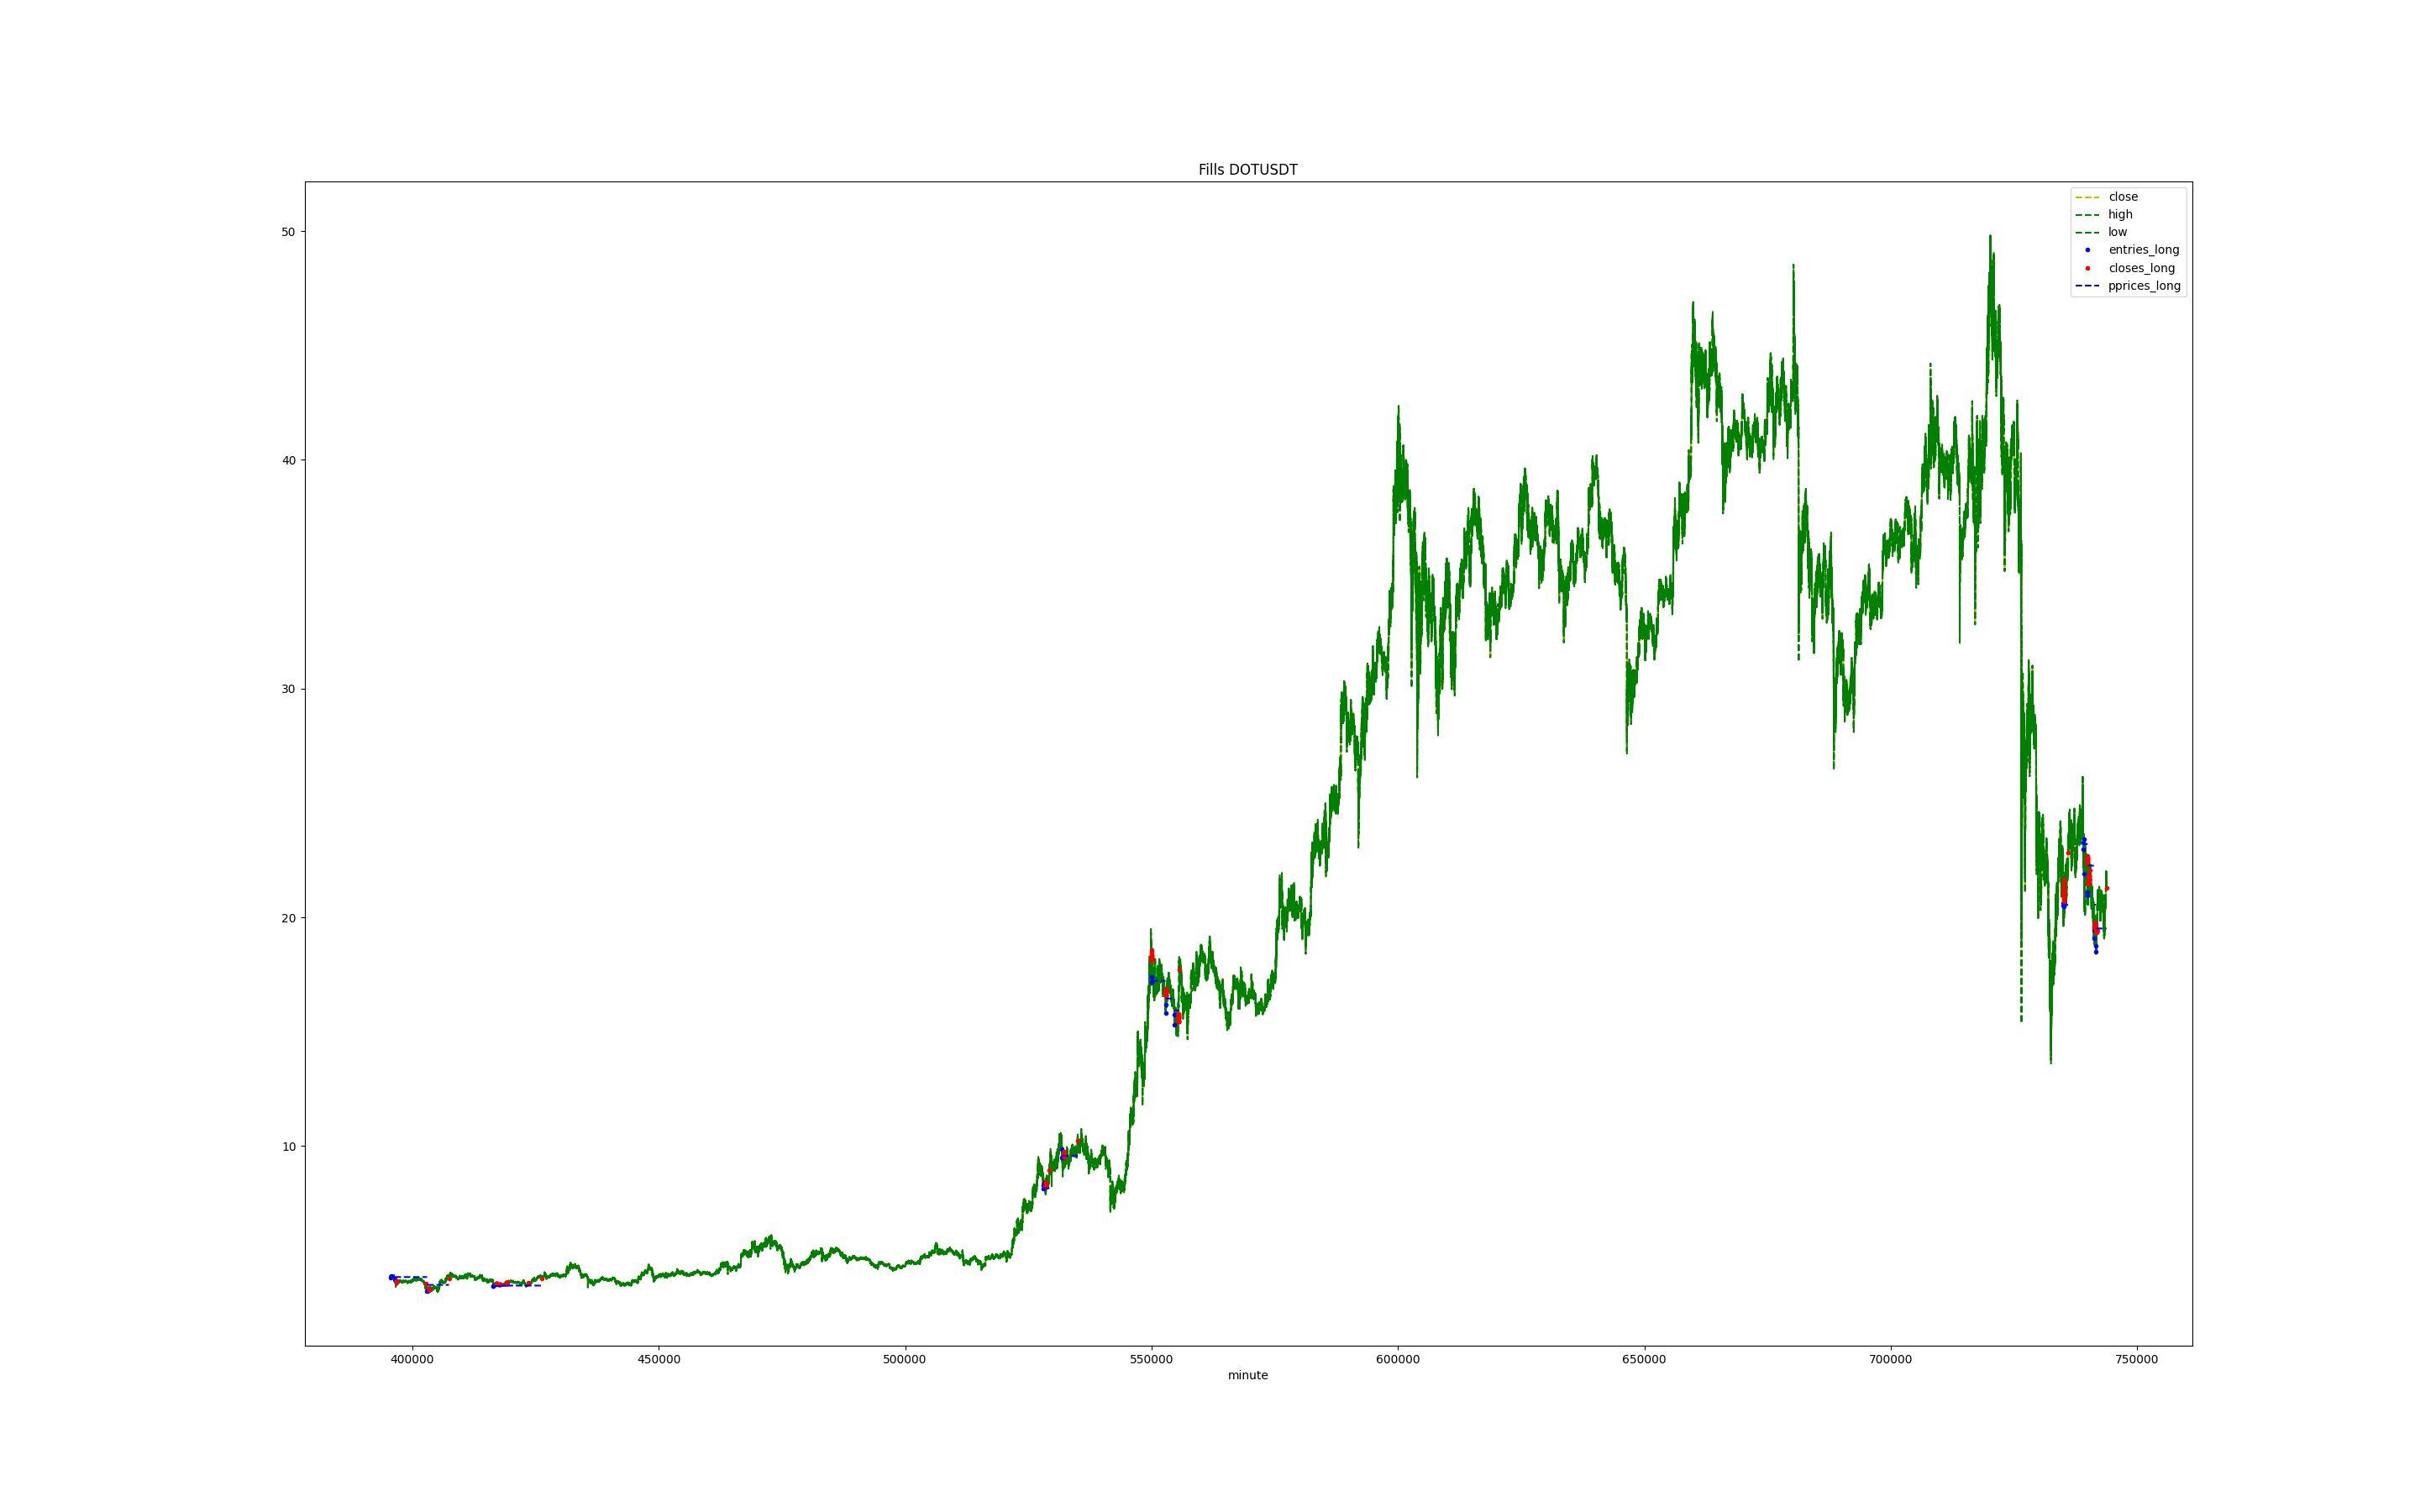 Fills DOTUSDT
close
high
low
entries_long
closes_long
pprices_long
50
40
30
20
10
400000 450000 500000 550000 600000 650000 700000 750000
minute